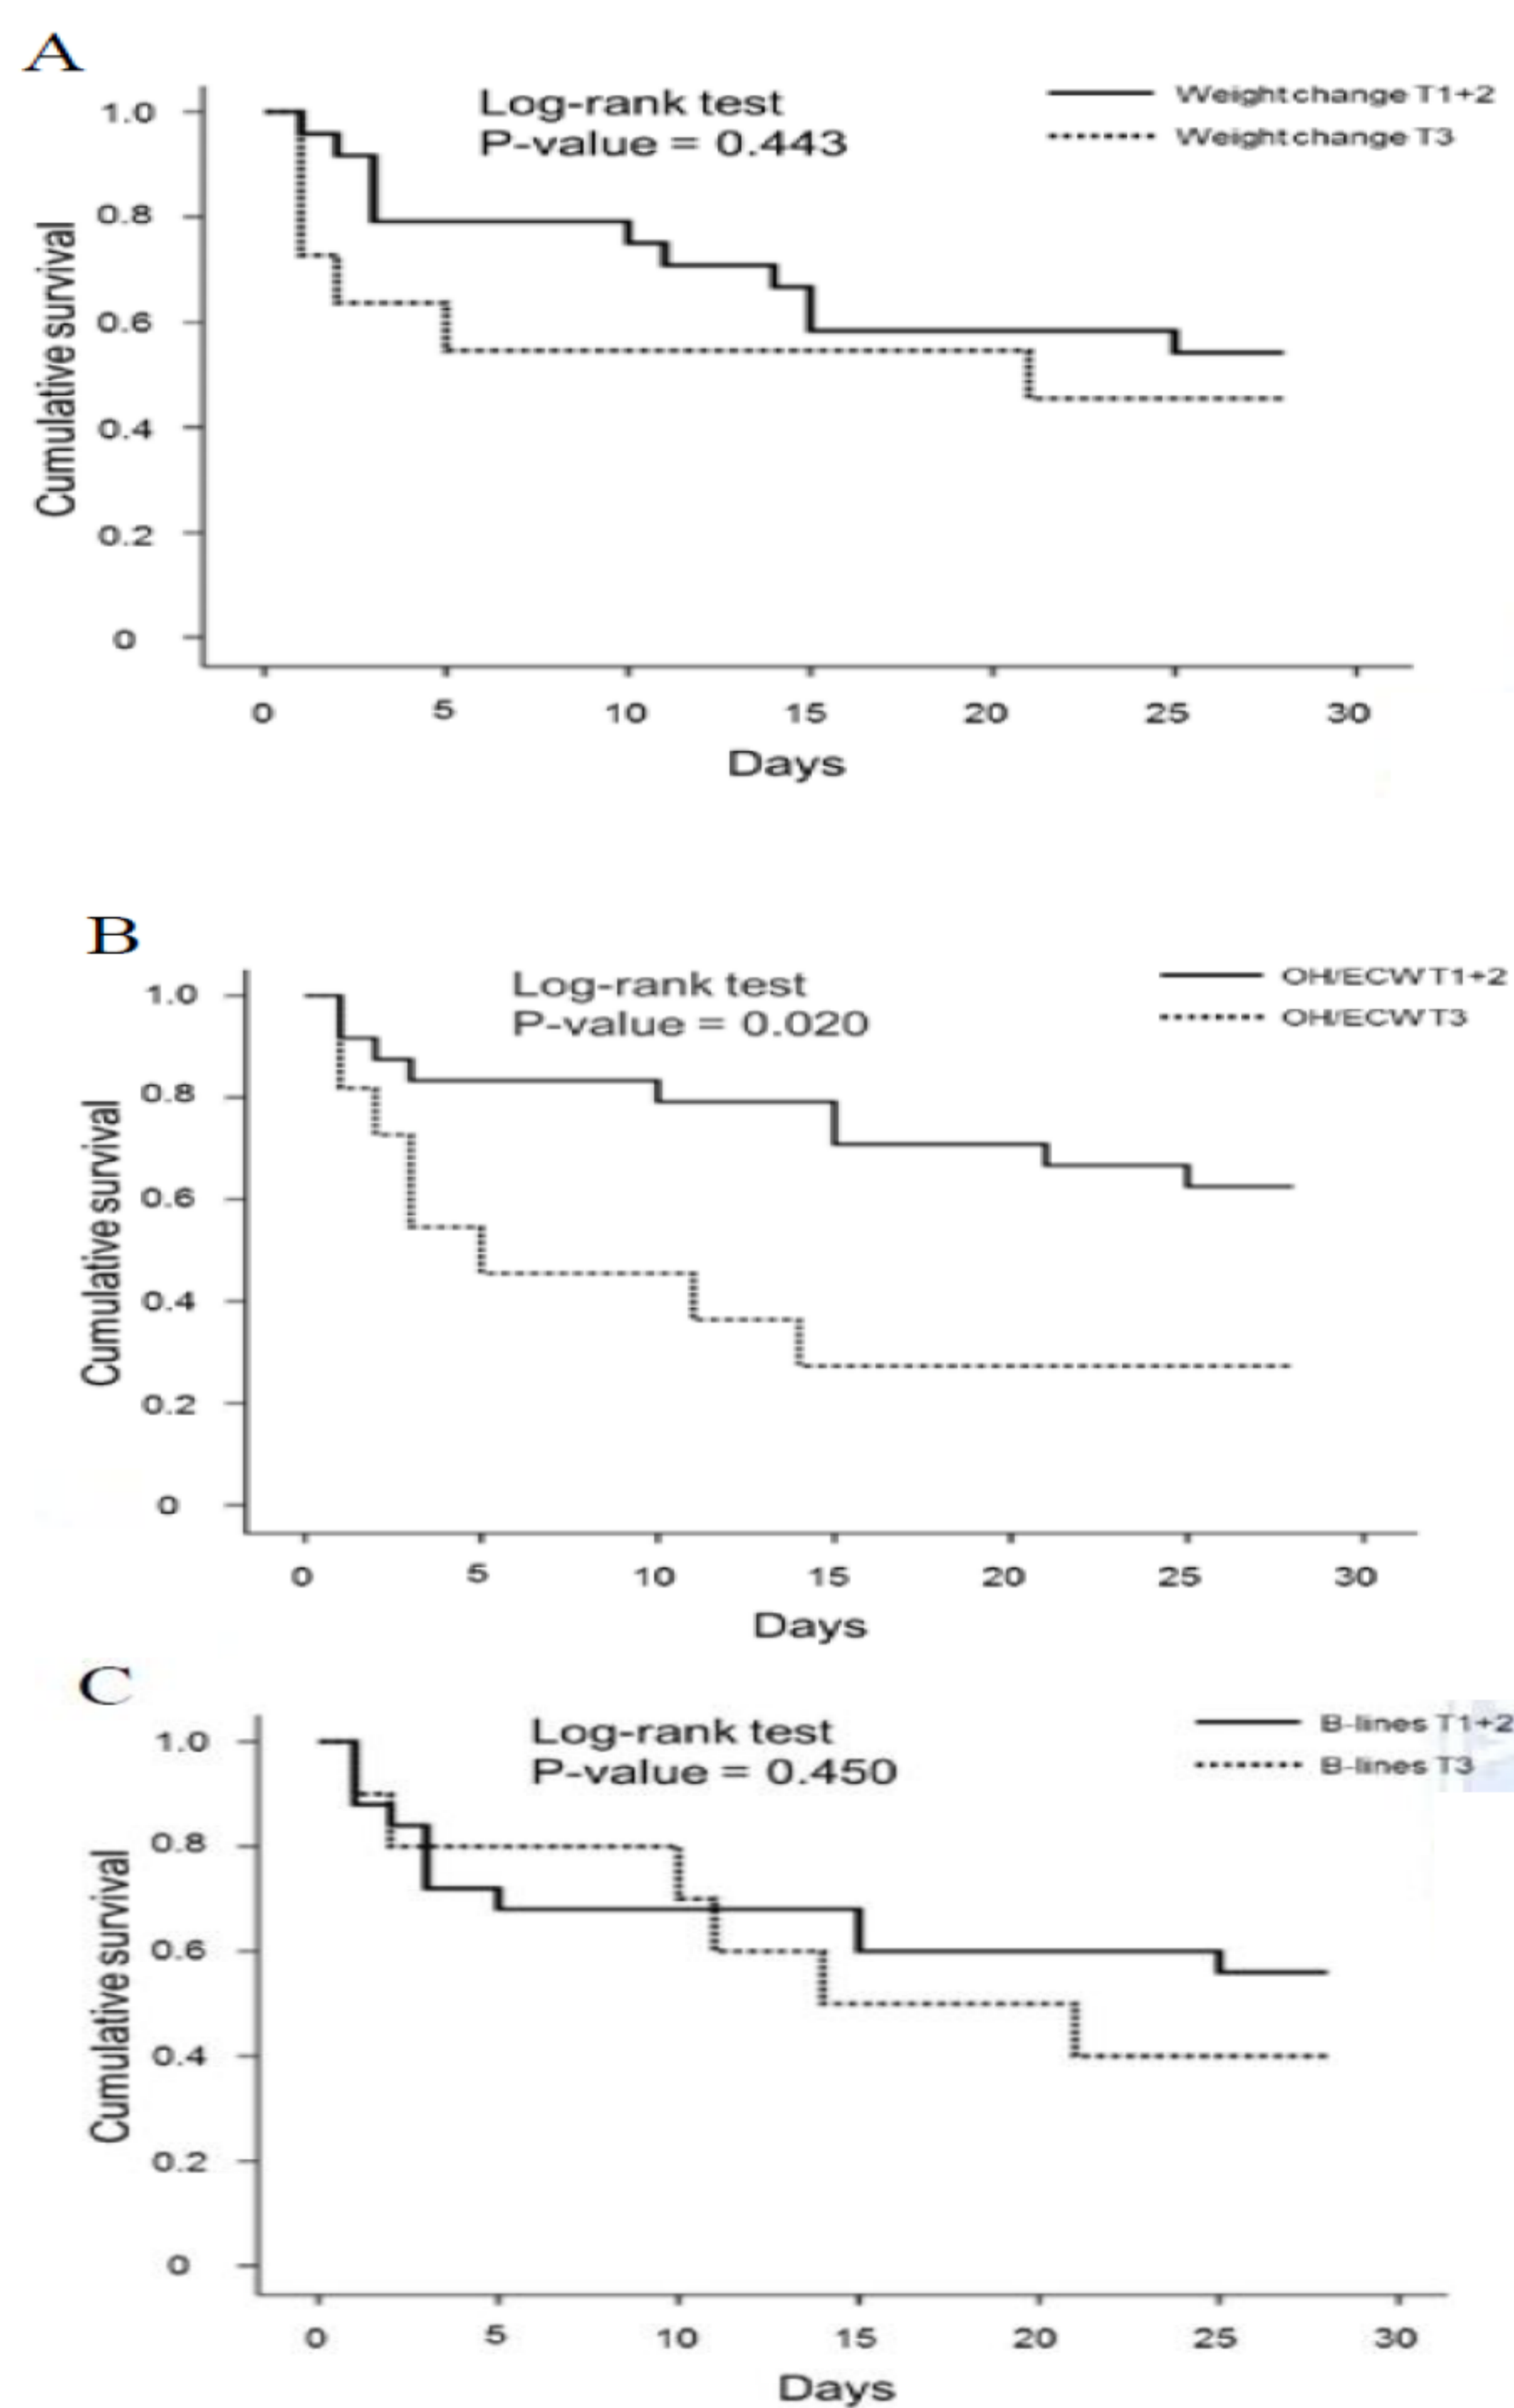 A
Log-rank test
P-value = 0.443
Weight change T1+2
Weight change T3
Cumulative survival
1.0
0.8
0.6
0.4
0.2
0
0 5 10 15 20 25 30
Days
B
Log-rank test
P-value = 0.020
OH/ECW T1+2
OH/ECW T3
Cumulative survival
1.0
0.8
0.6
0.4
0.2
0
0 5 10 15 20 25 30
Days
C
Log-rank test
P-value = 0.450
B-lines T1+2
B-lines T3
Cumulative survival
1.0
0.8
0.6
0.4
0.2
0
0 5 10 15 20 25 30
Days